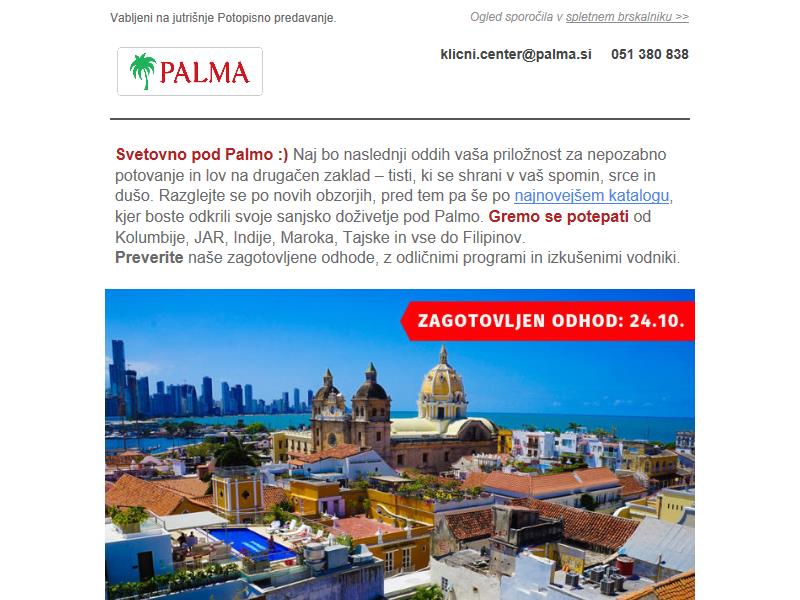 Vabljeni na jutrišnje Potopisno predavanje.
Ogled sporočila v spletnem brskalniku >>
PALMA
klicni.center@palma.si 051 380 838
Svetovno pod Palmo :) Naj bo naslednji oddih vaša priložnost za nepozabno
potovanje in lov na drugačen zaklad – tisti, ki se shrani v vaš spomin, srce in
dušo. Razglejte se po novih obzorjih, pred tem pa še po najnovejšem katalogu,
kjer boste odkrili svoje sanjsko doživetje pod Palmo. Gremo se potepati od
Kolumbije, JAR, Indije, Maroka, Tajske in vse do Filipinov.
Preverite naše zagotovljene odhode, z odličnimi programi in izkušenimi vodniki.
ZAGOTOVLJEN ODHOD: 24.10.